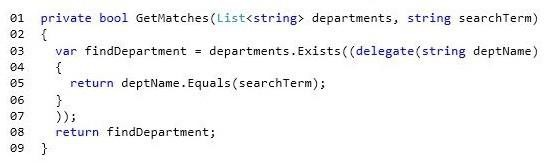 01 private bool GetMatches(List<string> departments, string searchTerm)
02 {
03   var findDepartment = departments.Exists((delegate(string deptName)
04   {
05     return deptName.Equals(searchTerm);
06   }
07   ));
08   return findDepartment;
09 }